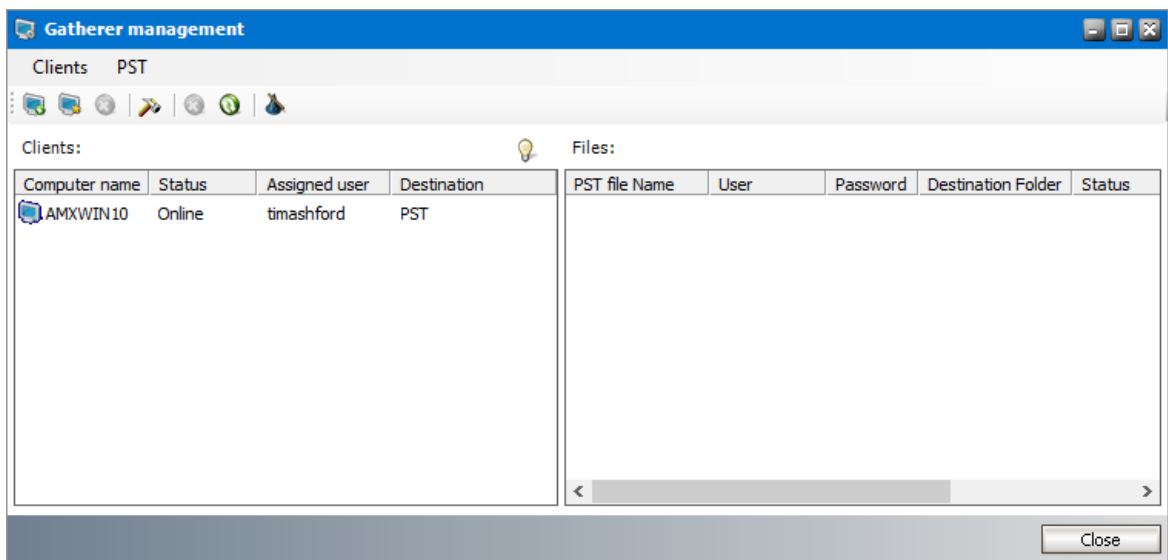 Gatherer management
Clients PST
Clients: Files:
Computer name Status Assigned user Destination PST file Name User Password Destination Folder Status
AMXWIN10 Online timashford PST
Close